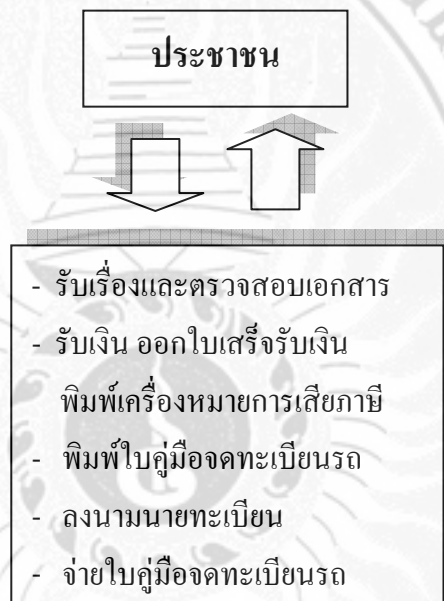 ประชาชน
- รับเรื่องและตรวจสอบเอกสาร
- รับเงิน ออกใบเสร็จรับเงิน
พิมพ์เครื่องหมายการเสียภาษี
- พิมพ์ใบคู่มือจดทะเบียนรถ
- ลงนามนายทะเบียน
- จ่ายใบคู่มือจดทะเบียนรถ